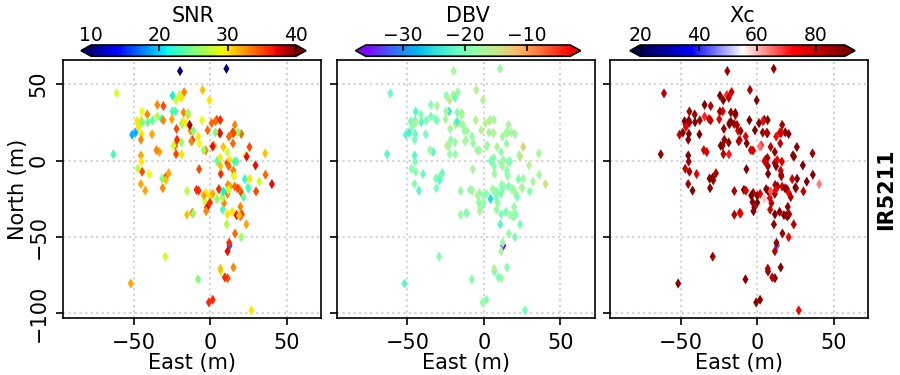 SNR DBV Xc
10 20 30 40 −30 −20 −10 20 40 60 80
50
0
−50
−100
North (m)
IR5211
−50 0 50 −50 0 50 −50 0 50
East (m) East (m) East (m)